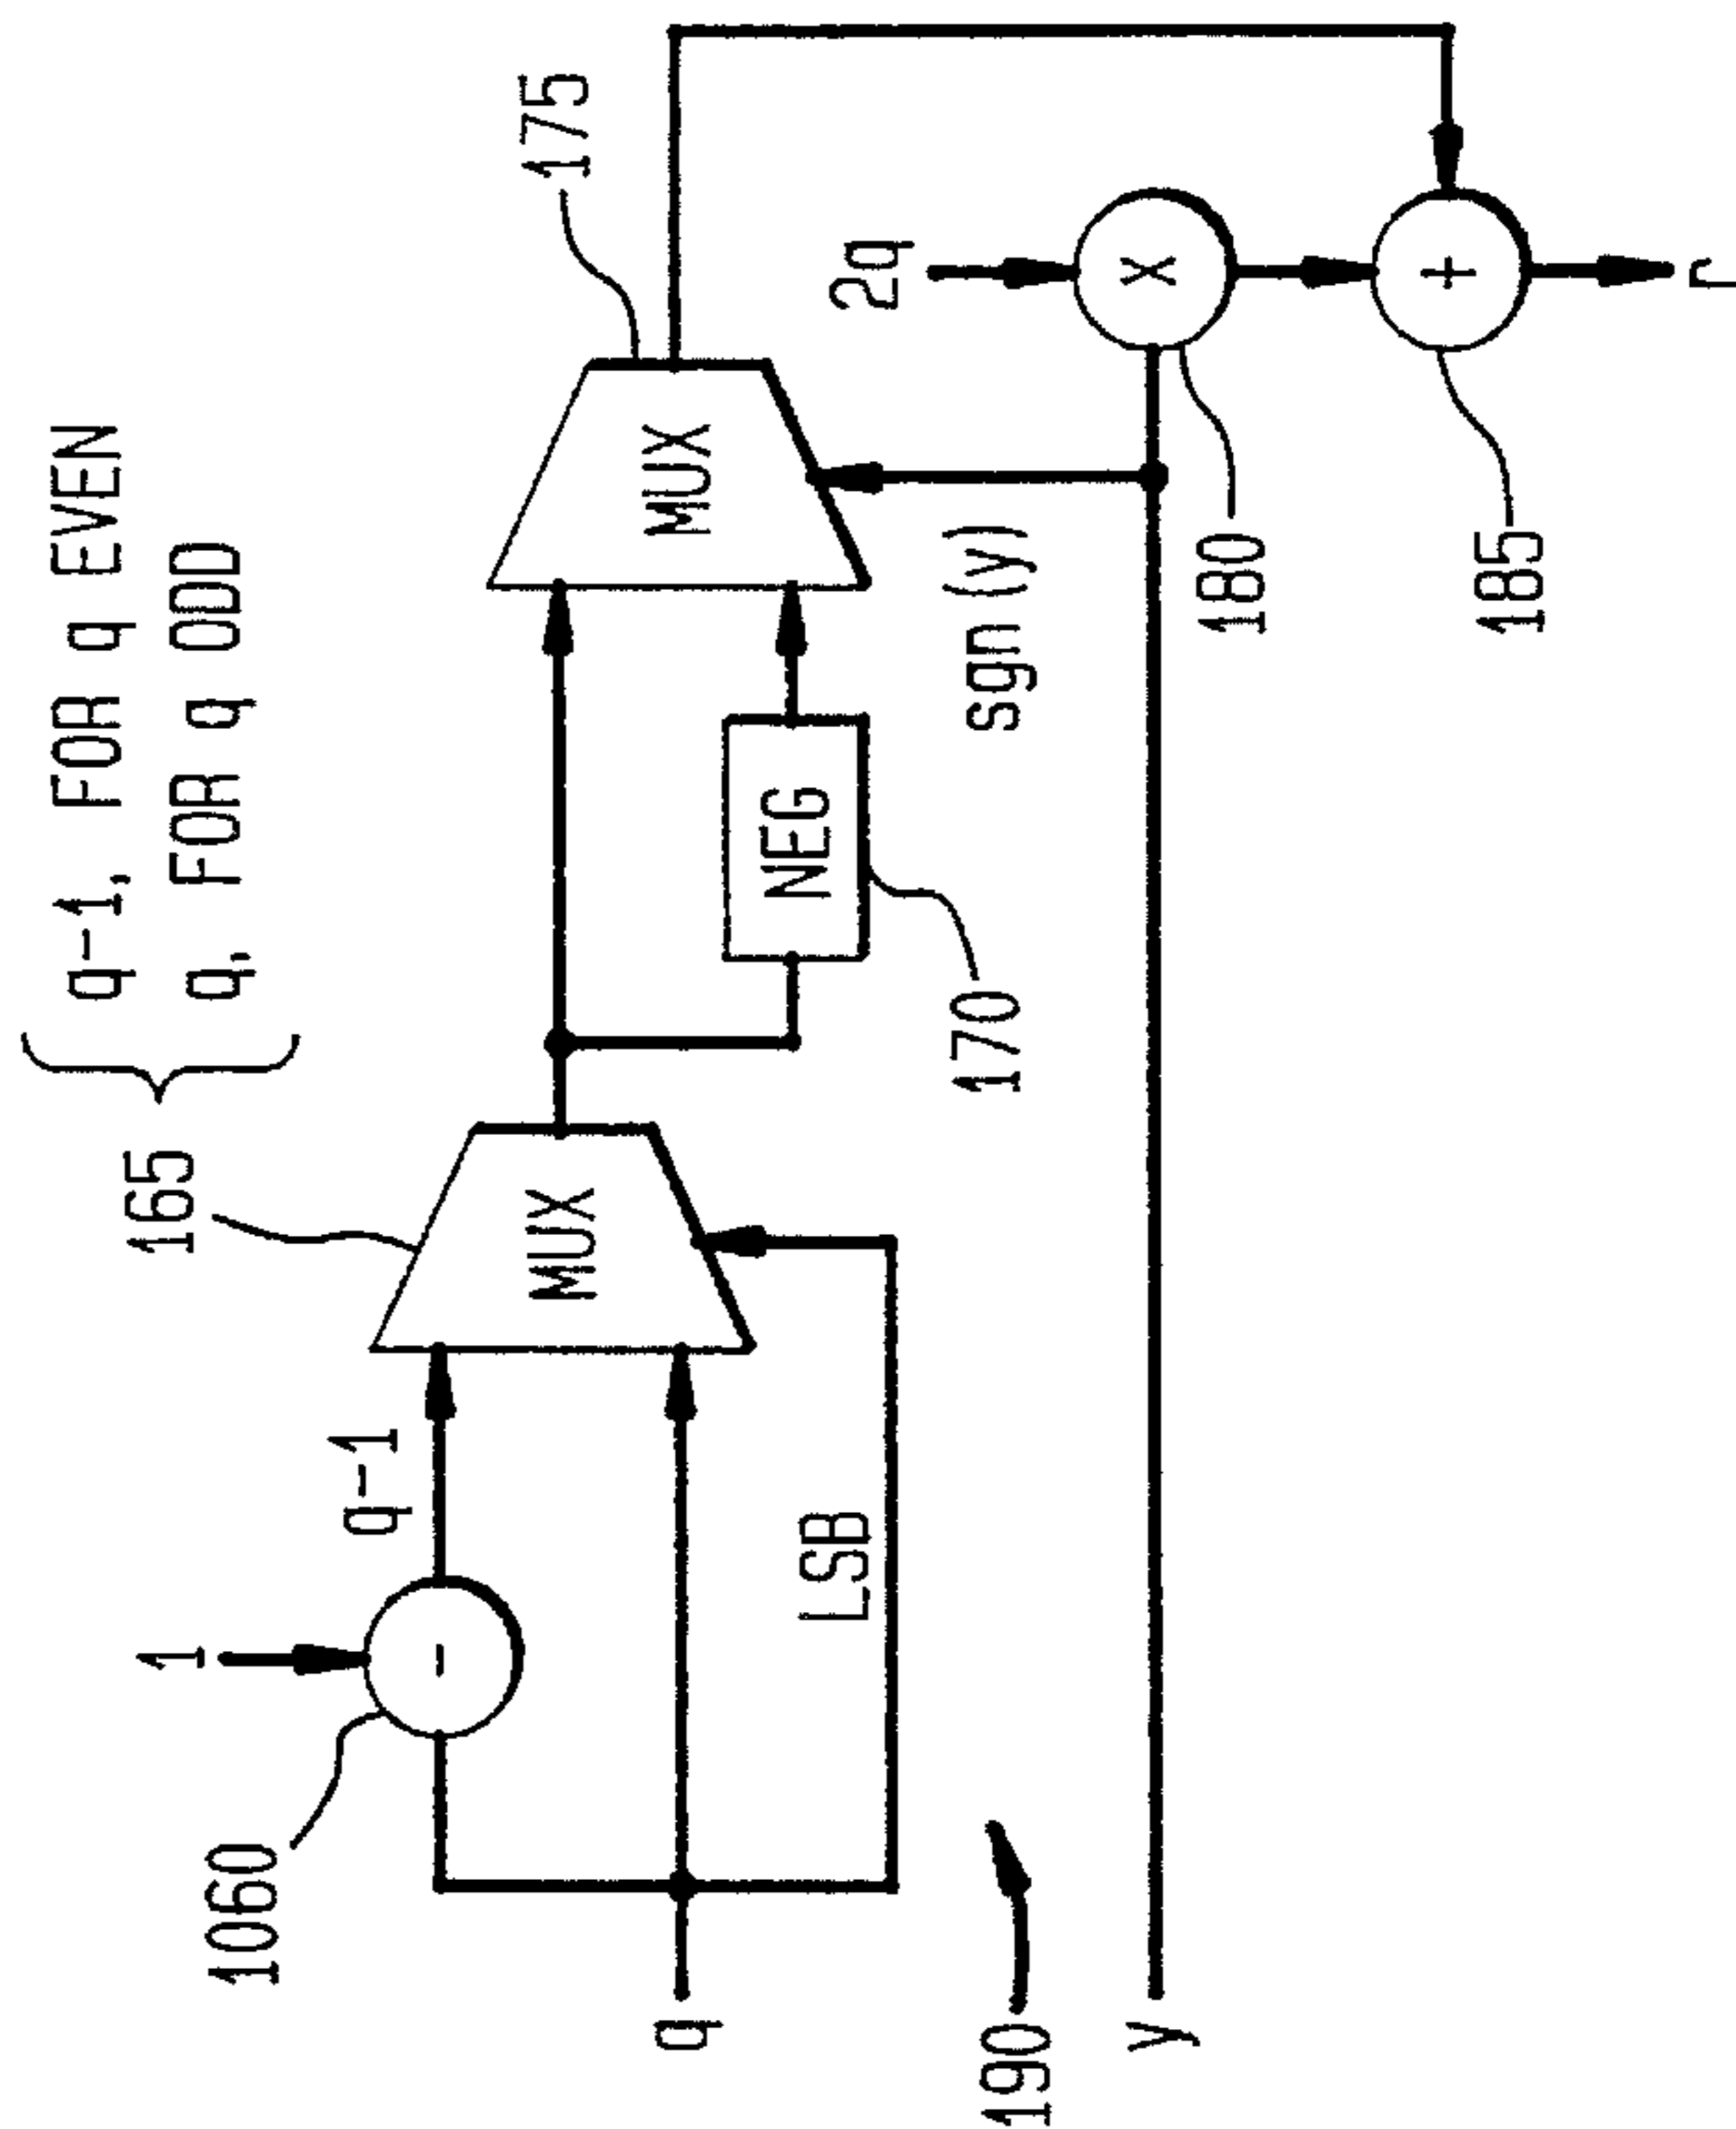 q-1, FOR q EVEN
q, FOR q ODD
165
175
1060
1
q-1
MUX
MUX
2q
NEG
170
LSB
q
sgn (y)
x
180
+
185
-
190
y
r